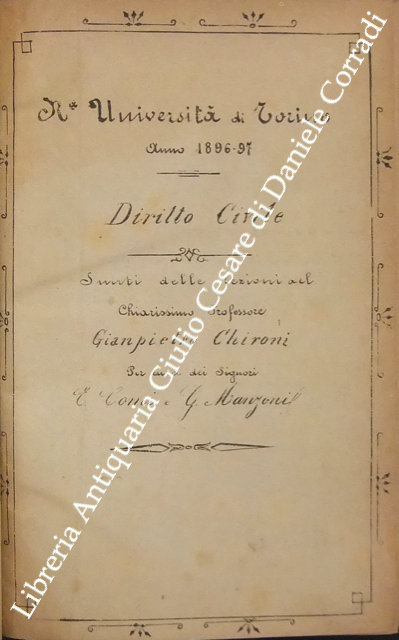 Rª Università di Torino
Anno 1896-97
Diritto Civile
Sunti delle Lezioni del
Chiarissimo Professore
Gianpietro Chironi
Per cura dei Signori
E. e G. Manzoni
Libreria Antiquaria Giulio Cesare di Daniele Corradi